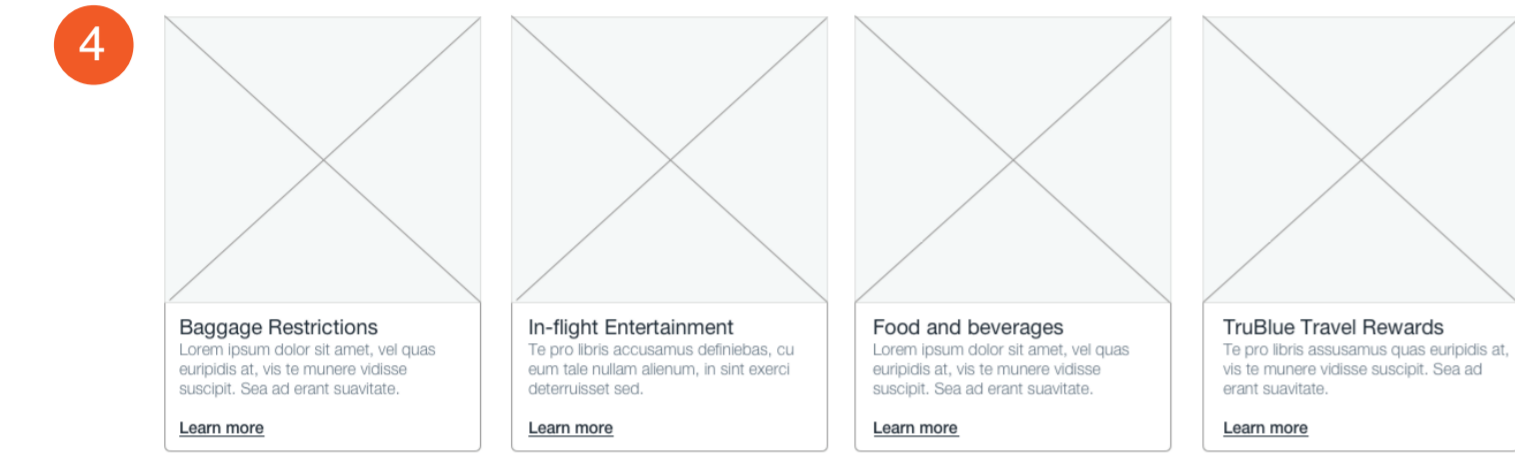 4
Baggage Restrictions
Lorem ipsum dolor sit amet, vel quas
euripidis at, vis te munere vidisse
suscipit. Sea ad erant suavitate.
Learn more
In-flight Entertainment
Te pro libris accusamus definiebas, cu
eum tale nullam alienum, in sint exerci
deterruisset sed.
Learn more
Food and beverages
Lorem ipsum dolor sit amet, vel quas
euripidis at, vis te munere vidisse
suscipit. Sea ad erant suavitate.
Learn more
TruBlue Travel Rewards
Te pro libris assusamus quas euripidis at,
vis te munere vidisse suscipit. Sea ad
erant suavitate.
Learn more